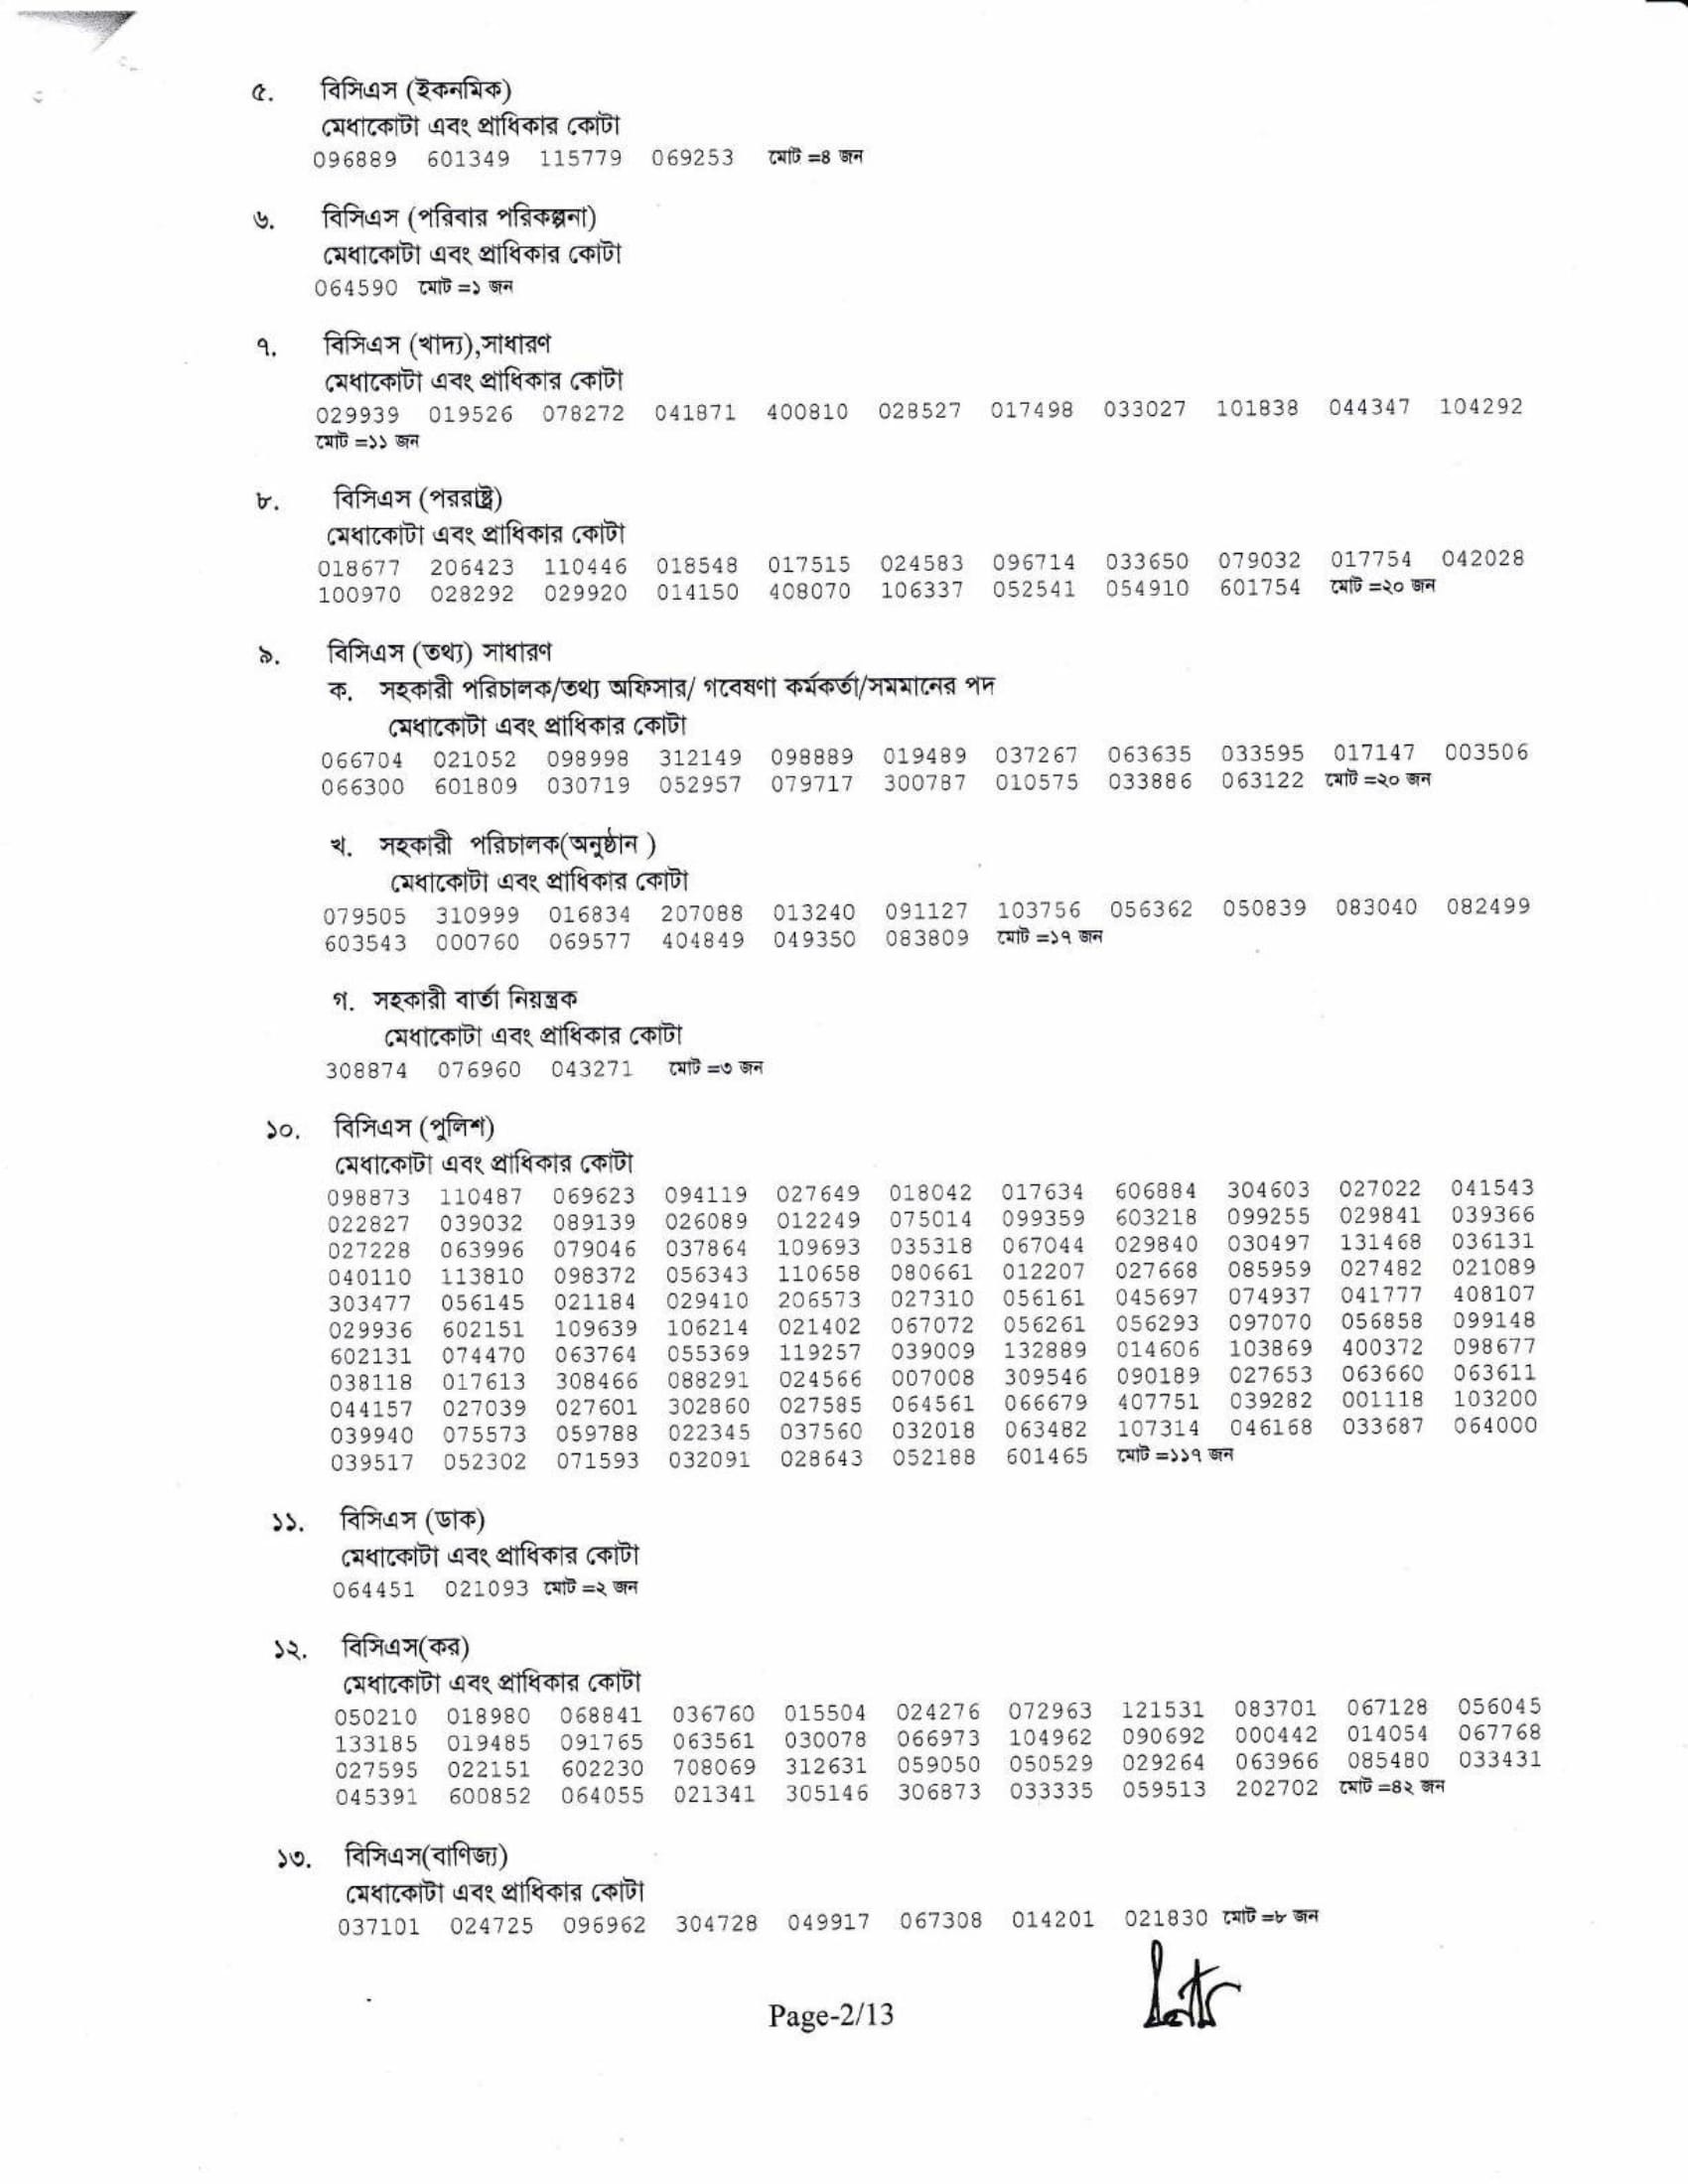 ৫. বিসিএস (ইকনমিক)
মেধাকোটা এবং প্রাধিকার কোটা
096889 601349 115779 069253 মোট =৪ জন
৬. বিসিএস (পরিবার পরিকল্পনা)
মেধাকোটা এবং প্রাধিকার কোটা
064590 মোট =১ জন
৭. বিসিএস (খাদ্য),সাধারণ
মেধাকোটা এবং প্রাধিকার কোটা
029939 019526 078272 041871 400810 028527 017498 033027 101838 044347 104292
মোট =১১ জন
৮. বিসিএস (পররাষ্ট্র)
মেধাকোটা এবং প্রাধিকার কোটা
018677 206423 110446 018548 017515 024583 096714 033650 079032 017754 042028
100970 028292 029920 014150 408070 106337 052541 054910 601754 মোট =২০ জন
৯. বিসিএস (তথ্য) সাধারণ
ক. সহকারী পরিচালক/তথ্য অফিসার/ গবেষণা কর্মকর্তা/সমমানের পদ
মেধাকোটা এবং প্রাধিকার কোটা
066704 021052 098998 312149 098889 019489 037267 063635 033595 017147 003506
066300 601809 030719 052957 079717 300787 010575 033886 063122 মোট =২০ জন
খ. সহকারী পরিচালক(অনুষ্ঠান )
মেধাকোটা এবং প্রাধিকার কোটা
079505 310999 016834 207088 013240 091127 103756 056362 050839 083040 082499
603543 000760 069577 404849 049350 083809 মোট =১৭ জন
গ. সহকারী বার্তা নিয়ন্ত্রক
মেধাকোটা এবং প্রাধিকার কোটা
308874 076960 043271 মোট =৩ জন
১০. বিসিএস (পুলিশ)
মেধাকোটা এবং প্রাধিকার কোটা
098873 110487 069623 094119 027649 018042 017634 606884 304603 027022 041543
022827 039032 089139 026089 012249 075014 099359 603218 099255 029841 039366
027228 063996 079046 037864 109693 035318 067044 029840 030497 131468 036131
040110 113810 098372 056343 110658 080661 012207 027668 085959 027482 021089
303477 056145 021184 029410 206573 027310 056161 045697 074937 041777 408107
029936 602151 109639 106214 021402 067072 056261 056293 097070 056858 099148
602131 074470 063764 055369 119257 039009 132889 014606 103869 400372 098677
038118 017613 308466 088291 024566 007008 309546 090189 027653 063660 063611
044157 027039 027601 302860 027585 064561 066679 407751 039282 001118 103200
039940 075573 059788 022345 037560 032018 063482 107314 046168 033687 064000
039517 052302 071593 032091 028643 052188 601465 মোট =১১৭ জন
১১. বিসিএস (ডাক)
মেধাকোটা এবং প্রাধিকার কোটা
064451 021093 মোট =২ জন
১২. বিসিএস(কর)
মেধাকোটা এবং প্রাধিকার কোটা
050210 018980 068841 036760 015504 024276 072963 121531 083701 067128 056045
133185 019485 091765 063561 030078 066973 104962 090692 000442 014054 067768
027595 022151 602230 708069 312631 059050 050529 029264 063966 085480 033431
045391 600852 064055 021341 305146 306873 033335 059513 202702 মোট =৪২ জন
১৩. বিসিএস(বাণিজ্য)
মেধাকোটা এবং প্রাধিকার কোটা
037101 024725 096962 304728 049917 067308 014201 021830 মোট =৮ জন
Page-2/13